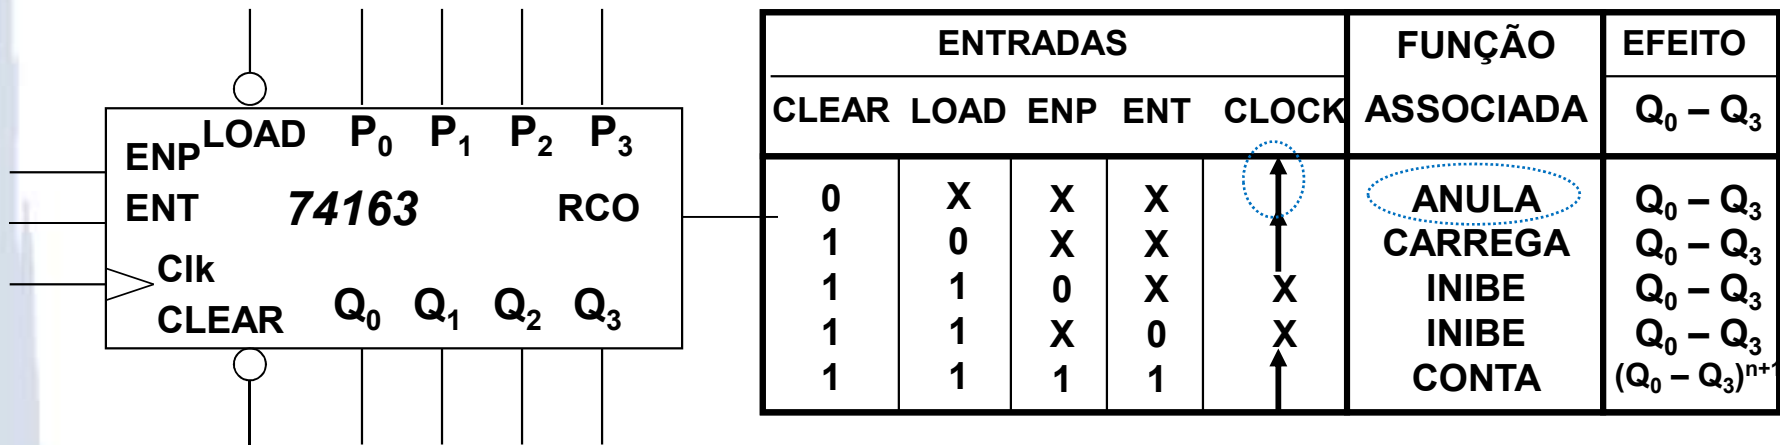 LOAD P0 P1 P2 P3
ENP
ENT 74163 RCO
Clk
CLEAR Q0 Q1 Q2 Q3
ENTRADAS FUNÇÃO EFEITO
CLEAR LOAD ENP ENT CLOCK ASSOCIADA Q0 – Q3
0 X X X ↑ ANULA Q0 – Q3
1 0 X X ↑ CARREGA Q0 – Q3
1 1 0 X X INIBE Q0 – Q3
1 1 X 0 X INIBE Q0 – Q3
1 1 1 1 ↑ CONTA (Q0 – Q3)n+1